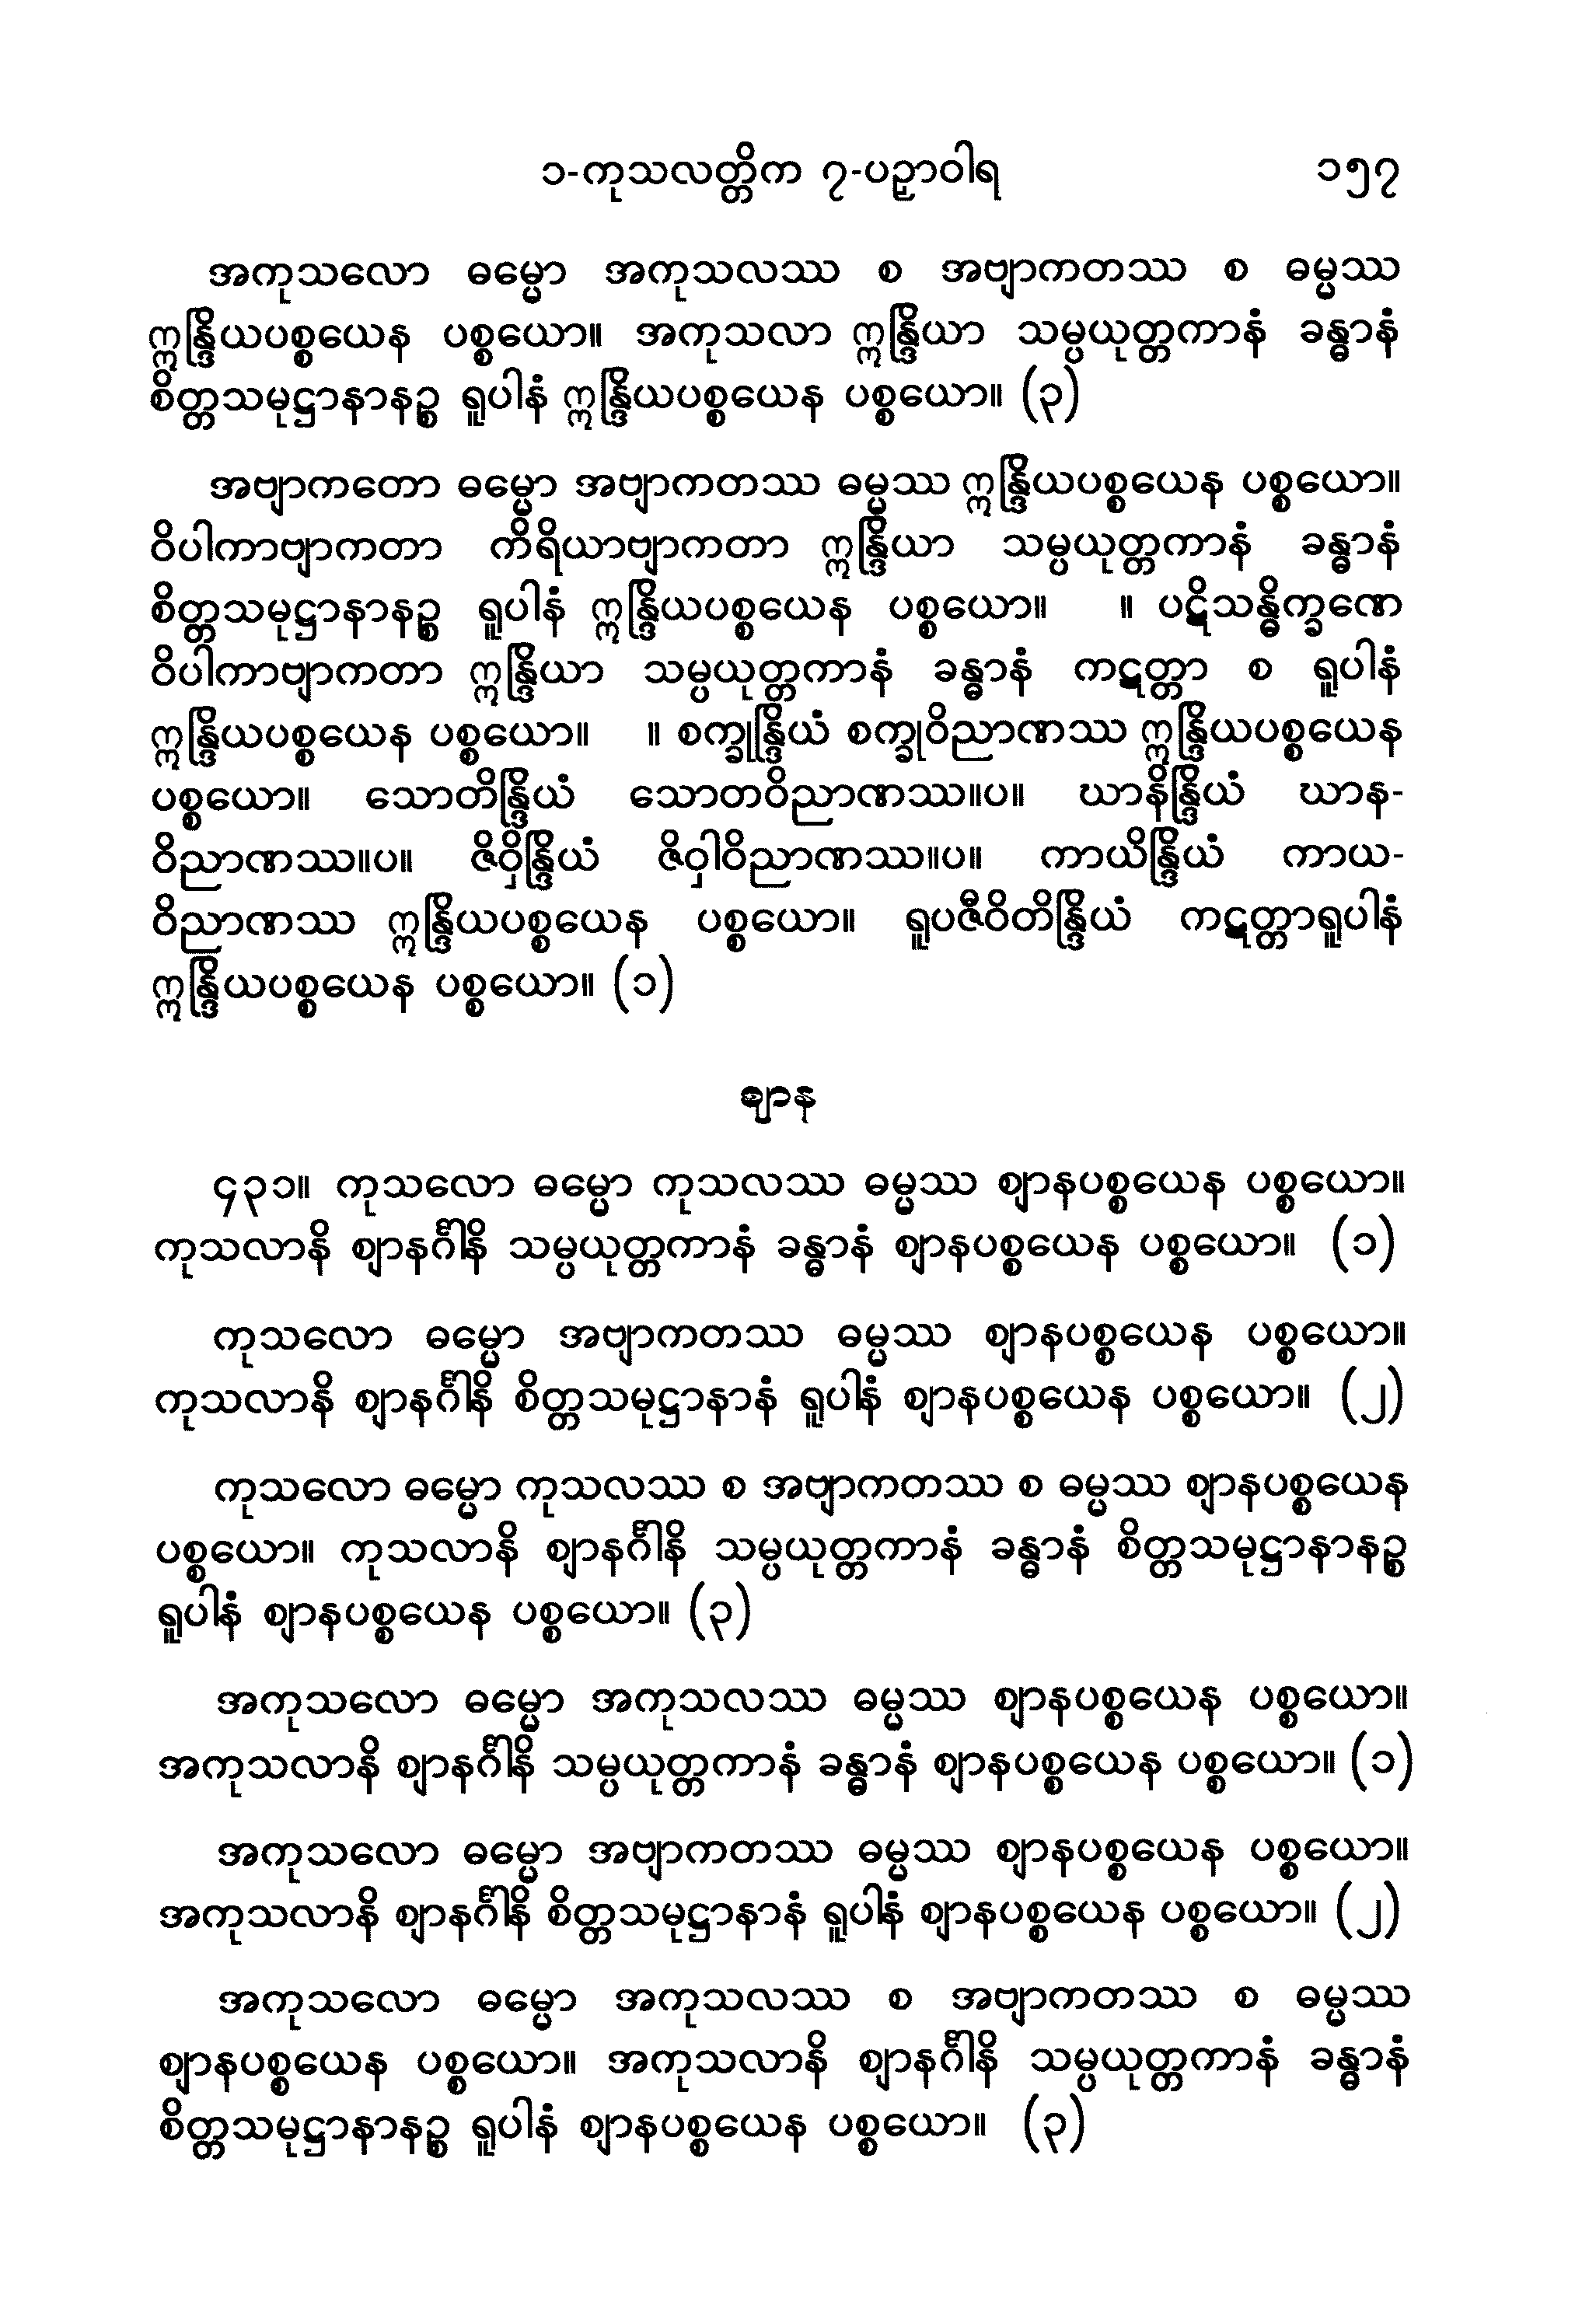 ၁-ကုသလတ္တိက ၇-ပဉှာဝါရ ၁၅၇
အကုသလော ဓမ္မော အကုသလဿ စ အဗျာကတဿ စ ဓမ္မဿ
ဣန္ဒြိယပစ္စယေန ပစ္စယော။ အကုသလာ ဣန္ဒြိယာ သမ္ပယုတ္တကာနံ ခန္ဓာနံ
စိတ္တသမုဋ္ဌာနာနဉ္စ ရူပါနံ ဣန္ဒြိယပစ္စယေန ပစ္စယော။ (၃)
အဗျာကတော ဓမ္မော အဗျာကတဿ ဓမ္မဿ ဣန္ဒြိယပစ္စယေန ပစ္စယော။
ဝိပါကာဗျာကတာ ကိရိယာဗျာကတာ ဣန္ဒြိယာ သမ္ပယုတ္တကာနံ ခန္ဓာနံ
စိတ္တသမုဋ္ဌာနာနဉ္စ ရူပါနံ ဣန္ဒြိယပစ္စယေန ပစ္စယော။ ။ ပဋိသန္ဓိက္ခဏေ
ဝိပါကာဗျာကတာ ဣန္ဒြိယာ သမ္ပယုတ္တကာနံ ခန္ဓာနံ ကဋတ္တာ စ ရူပါနံ
ဣန္ဒြိယပစ္စယေန ပစ္စယော။ ။ စက္ခုန္ဒြိယံ စက္ခုဝိညာဏဿ ဣန္ဒြိယပစ္စယေန
ပစ္စယော။ သောတိန္ဒြိယံ သောတဝိညာဏဿ။ပ။ ဃာနိန္ဒြိယံ ဃာန-
ဝိညာဏဿ။ပ။ ဇိဝှိန္ဒြိယံ ဇိဝှါဝိညာဏဿ။ပ။ ကာယိန္ဒြိယံ ကာယ-
ဝိညာဏဿ ဣန္ဒြိယပစ္စယေန ပစ္စယော။ ရူပဇီဝိတိန္ဒြိယံ ကဋတ္တာရူပါနံ
ဣန္ဒြိယပစ္စယေန ပစ္စယော။ (၁)
ဈာန
၄၃၁။ ကုသလော ဓမ္မော ကုသလဿ ဓမ္မဿ ဈာနပစ္စယေန ပစ္စယော။
ကုသလာနိ ဈာနင်္ဂါနိ သမ္ပယုတ္တကာနံ ခန္ဓာနံ ဈာနပစ္စယေန ပစ္စယော။ (၁)
ကုသလော ဓမ္မော အဗျာကတဿ ဓမ္မဿ ဈာနပစ္စယေန ပစ္စယော။
ကုသလာနိ ဈာနင်္ဂါနိ စိတ္တသမုဋ္ဌာနာနံ ရူပါနံ ဈာနပစ္စယေန ပစ္စယော။ (၂)
ကုသလော ဓမ္မော ကုသလဿ စ အဗျာကတဿ စ ဓမ္မဿ ဈာနပစ္စယေန
ပစ္စယော။ ကုသလာနိ ဈာနင်္ဂါနိ သမ္ပယုတ္တကာနံ ခန္ဓာနံ စိတ္တသမုဋ္ဌာနာနဉ္စ
ရူပါနံ ဈာနပစ္စယေန ပစ္စယော။ (၃)
အကုသလော ဓမ္မော အကုသလဿ ဓမ္မဿ ဈာနပစ္စယေန ပစ္စယော။
အကုသလာနိ ဈာနင်္ဂါနိ သမ္ပယုတ္တကာနံ ခန္ဓာနံ ဈာနပစ္စယေန ပစ္စယော။ (၁)
အကုသလော ဓမ္မော အဗျာကတဿ ဓမ္မဿ ဈာနပစ္စယေန ပစ္စယော။
အကုသလာနိ ဈာနင်္ဂါနိ စိတ္တသမုဋ္ဌာနာနံ ရူပါနံ ဈာနပစ္စယေန ပစ္စယော။ (၂)
အကုသလော ဓမ္မော အကုသလဿ စ အဗျာကတဿ စ ဓမ္မဿ
ဈာနပစ္စယေန ပစ္စယော။ အကုသလာနိ ဈာနင်္ဂါနိ သမ္ပယုတ္တကာနံ ခန္ဓာနံ
စိတ္တသမုဋ္ဌာနာနဉ္စ ရူပါနံ ဈာနပစ္စယေန ပစ္စယော။ (၃)